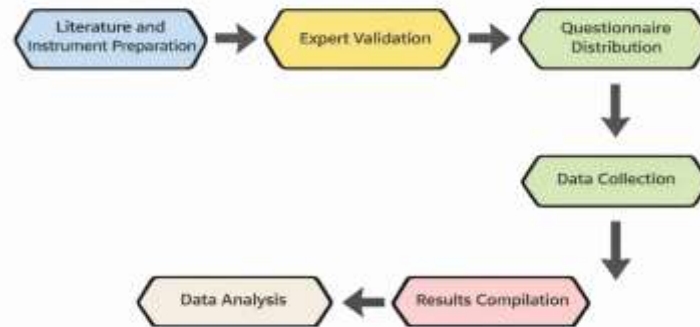 Literature and
Instrument Preparation
Expert Validation
Questionnaire
Distribution
Data Collection
Results Compilation
Data Analysis